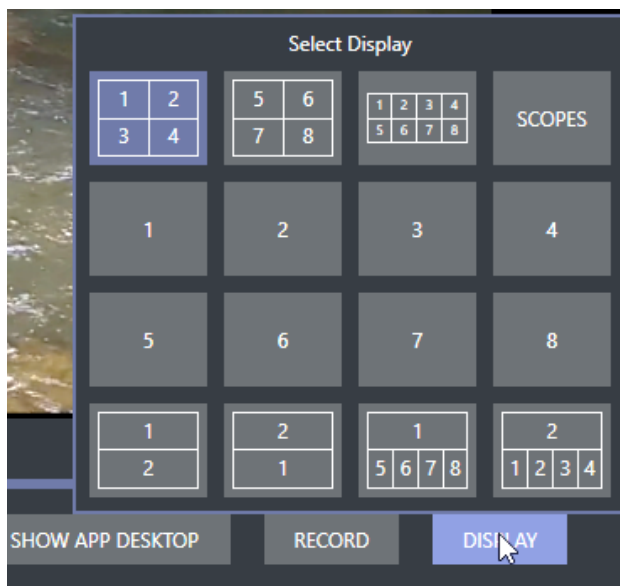 Select Display
1 2
3 4
5 6
7 8
1 2 3 4
5 6 7 8
SCOPES
1
2
3
4
5
6
7
8
1
2
2
1
1
5 6 7 8
2
1 2 3 4
SHOW APP DESKTOP
RECORD
DISPLAY